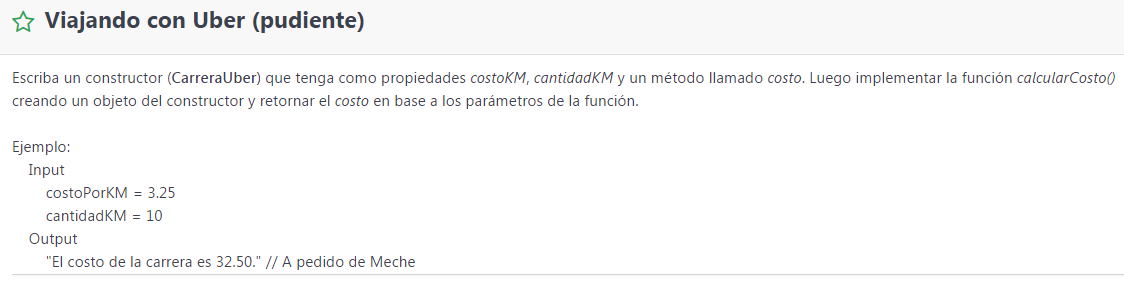 Viajando con Uber (pudiente)
Escriba un constructor (CarreraUber) que tenga como propiedades costoKM, cantidadKM y un método llamado costo. Luego implementar la función calcularCosto()
creando un objeto del constructor y retornar el costo en base a los parámetros de la función.
Ejemplo:
Input
costoPorKM = 3.25
cantidadKM = 10
Output
"El costo de la carrera es 32.50." // A pedido de Meche